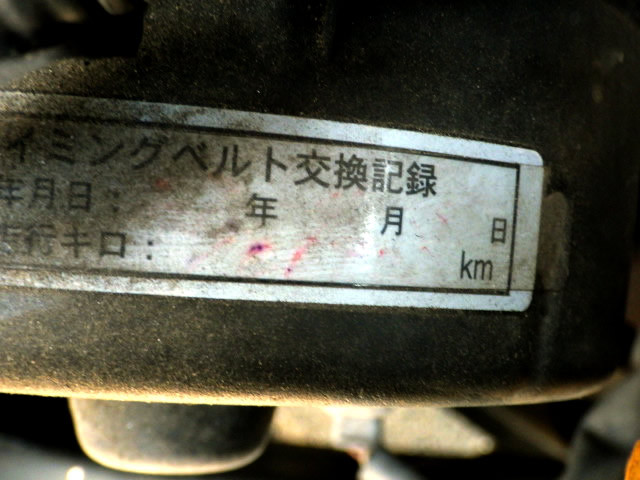 イミングベルト交換記録
年月日: 年 月 日
走行キロ: km